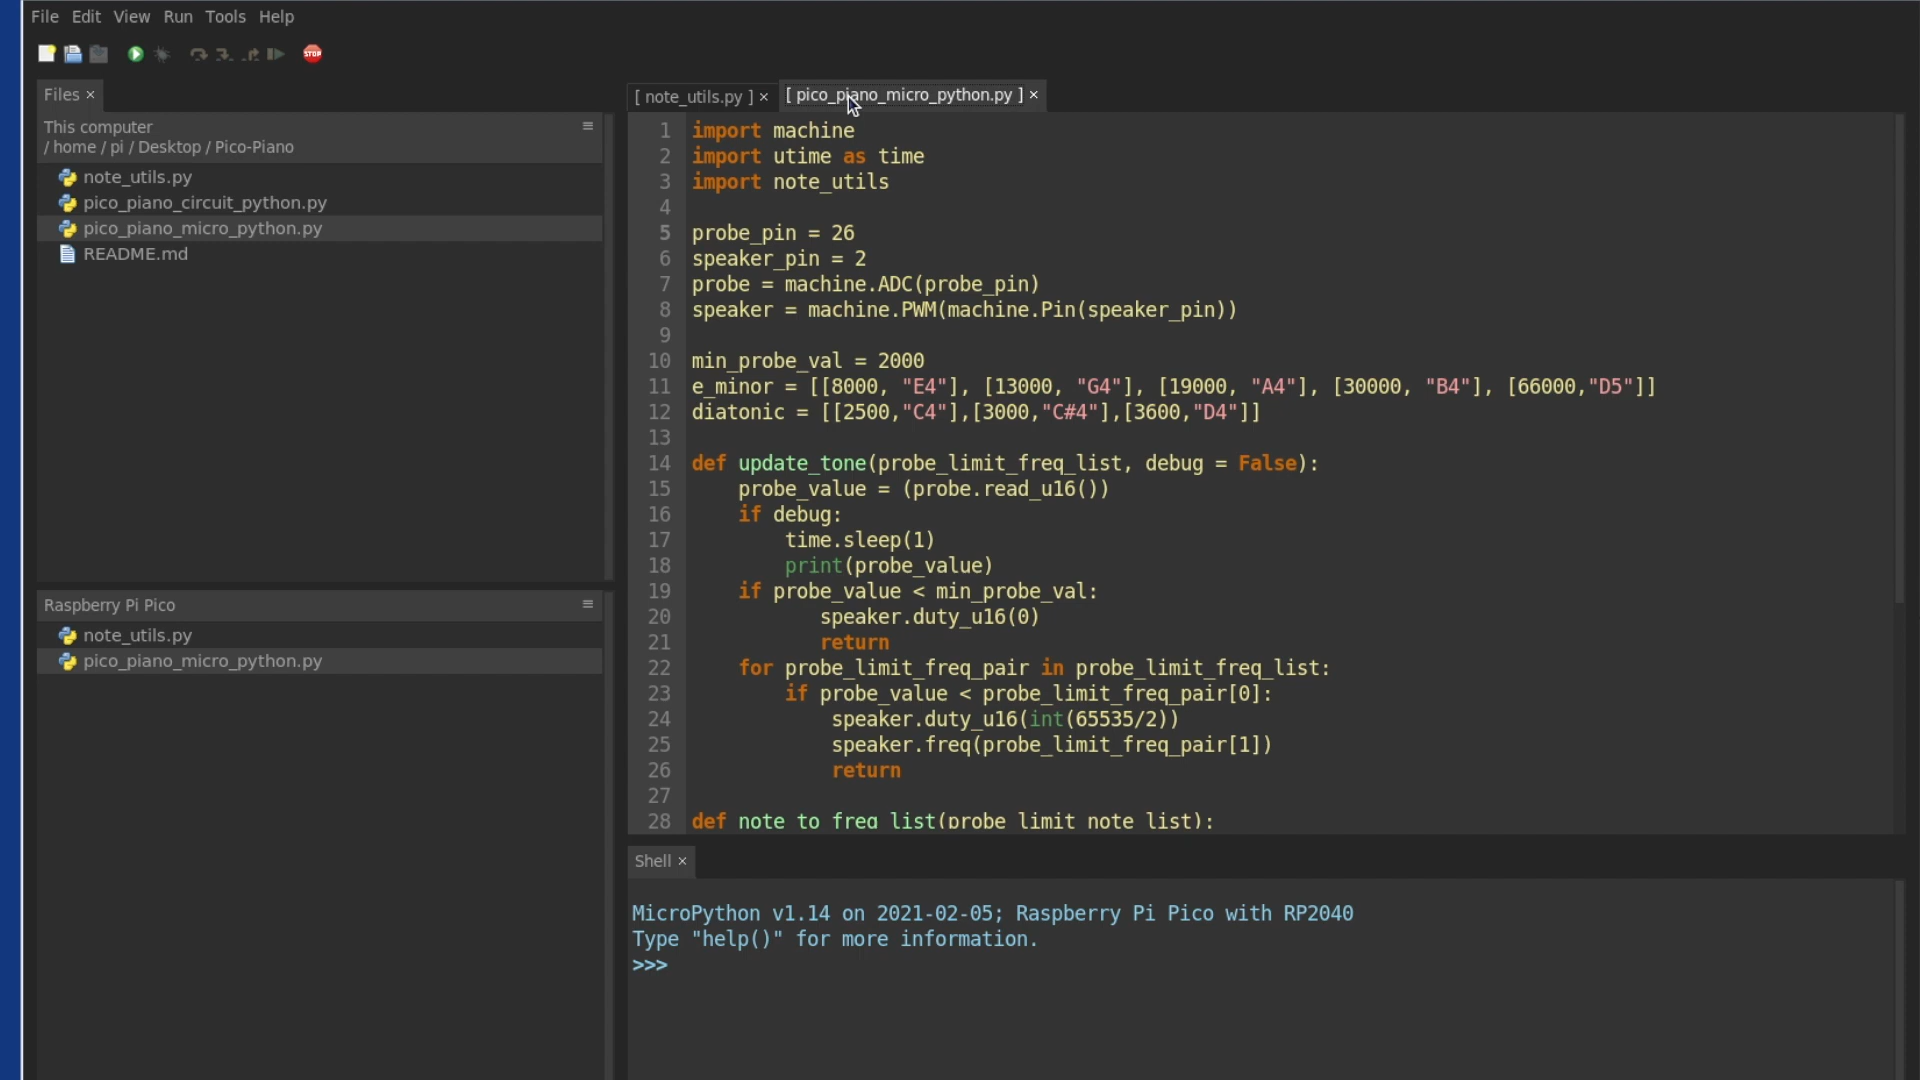 File Edit View Run Tools Help
STOP
Files ×
This computer
/ home / pi / Desktop / Pico-Piano
note_utils.py
pico_piano_circuit_python.py
pico_piano_micro_python.py
README.md
Raspberry Pi Pico
note_utils.py
pico_piano_micro_python.py
[ note_utils.py ] × [ pico_piano_micro_python.py ] ×
1 import machine
2 import utime as time
3 import note_utils
4
5 probe_pin = 26
6 speaker_pin = 2
7 probe = machine.ADC(probe_pin)
8 speaker = machine.PWM(machine.Pin(speaker_pin))
9
10 min_probe_val = 2000
11 e_minor = [[8000, "E4"], [13000, "G4"], [19000, "A4"], [30000, "B4"], [66000,"D5"]]
12 diatonic = [[2500,"C4"],[3000,"C#4"],[3600,"D4"]]
13
14 def update_tone(probe_limit_freq_list, debug = False):
15     probe_value = (probe.read_u16())
16     if debug:
17         time.sleep(1)
18         print(probe_value)
19     if probe_value < min_probe_val:
20            speaker.duty_u16(0)
21            return
22     for probe_limit_freq_pair in probe_limit_freq_list:
23         if probe_value < probe_limit_freq_pair[0]:
24             speaker.duty_u16(int(65535/2))
25             speaker.freq(probe_limit_freq_pair[1])
26             return
27
28 def note_to_freq_list(probe_limit_note_list):
Shell ×
MicroPython v1.14 on 2021-02-05; Raspberry Pi Pico with RP2040
Type "help()" for more information.
>>>